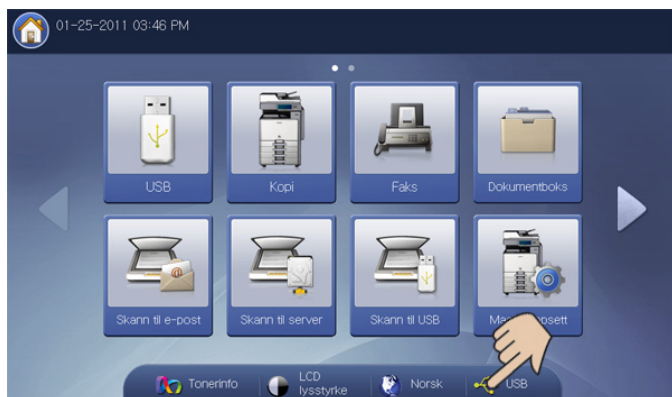 01-25-2011 03:46 PM
USB
Kopi
Faks
Dokumentboks
Skann til e-post
Skann til server
Skann til USB
Tonerinfo
LCD
lysstyrke
Norsk
USB